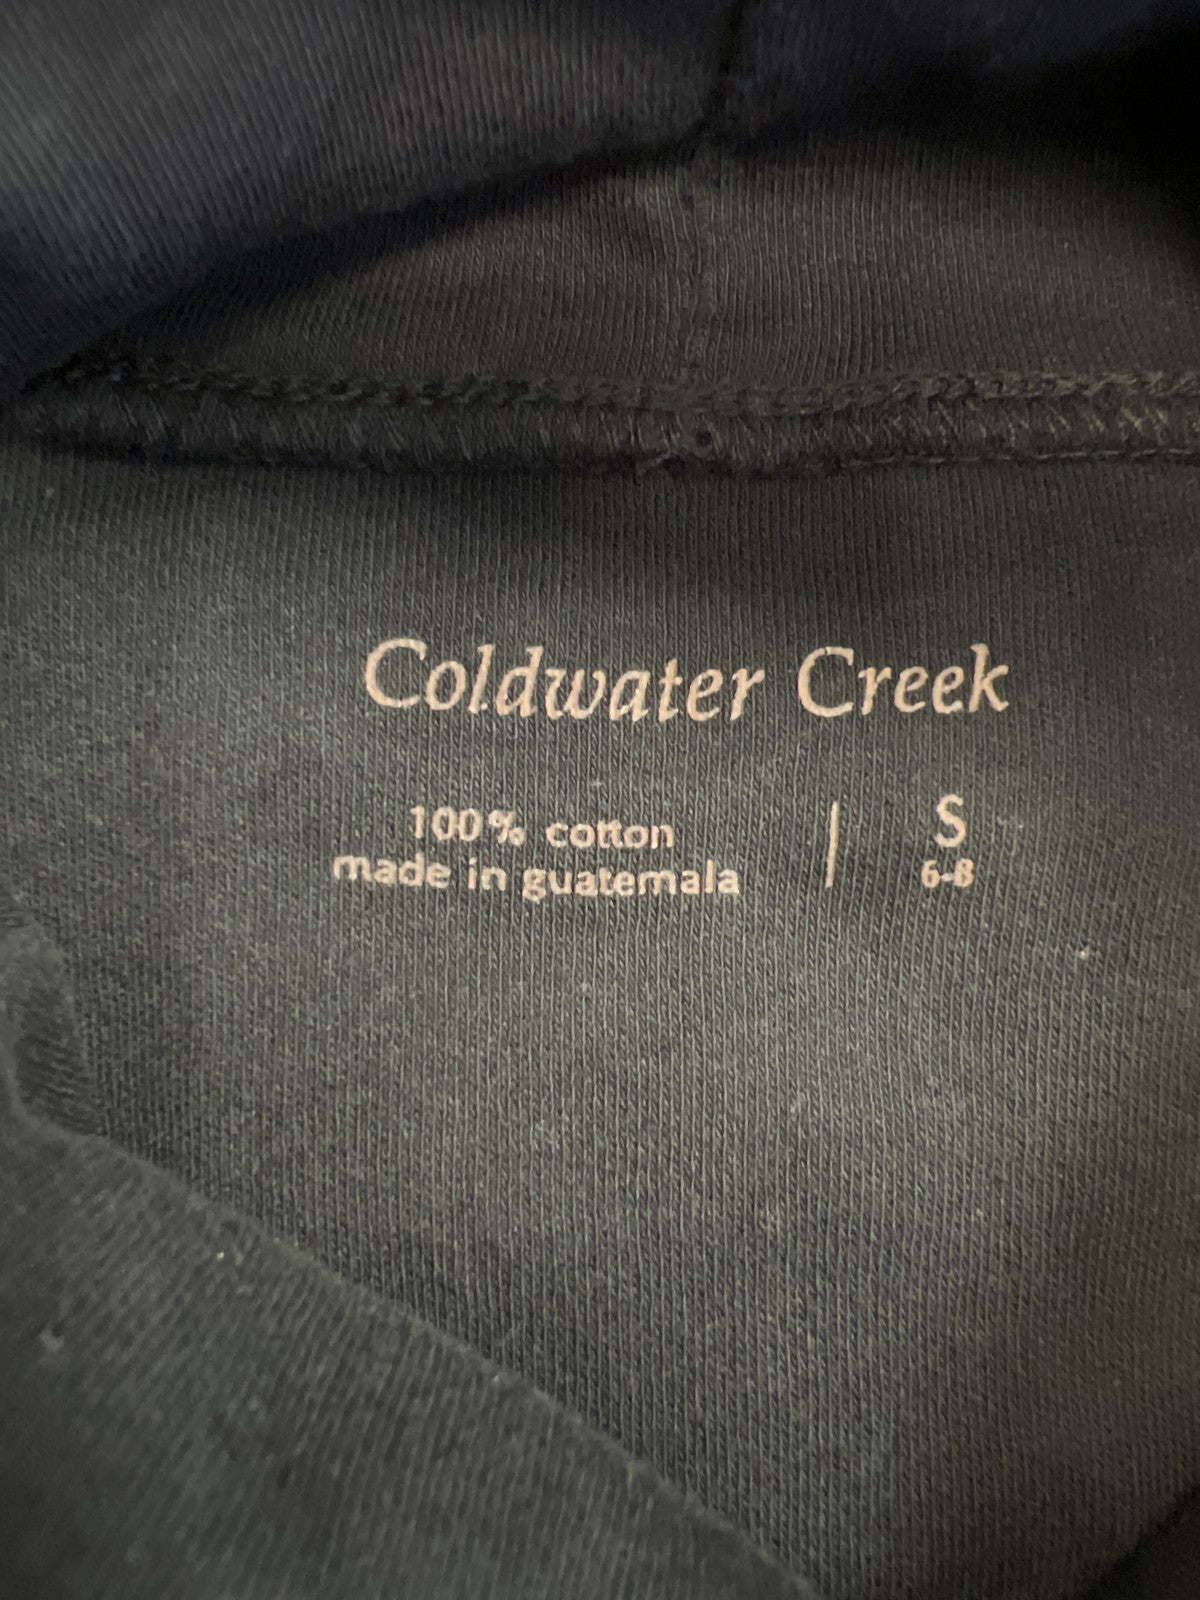 Coldwater Creek
100% cotton
made in guatemala
S
6-8